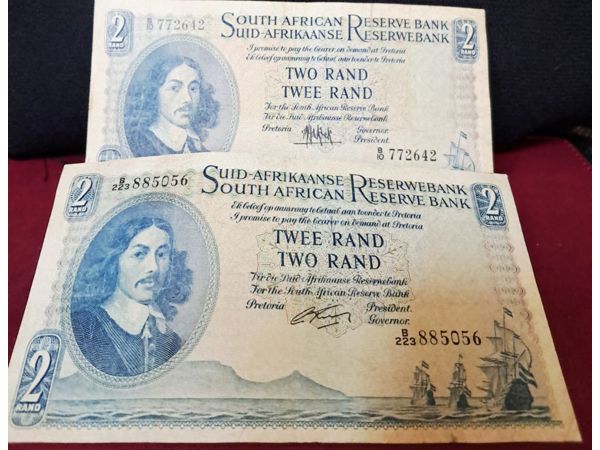 2
B/10 772642
SOUTH AFRICAN RESERVE BANK
SUID-AFRIKAANSE RESERWEBANK
2
RAND
I promise to pay the bearer on demand at Pretoria
Ek beloof op aanvraag te betaal aan toonder te Pretoria
TWO RAND
TWEE RAND
For the South African Reserve Bank
Vir die Suid-Afrikaanse Reserwebank
Pretoria
Governor.
President.
B/10 772642
2
RAND
B/223 885056
SUID-AFRIKAANSE RESERWEBANK
SOUTH AFRICAN RESERVE BANK
2
RAND
Ek beloof op aanvraag te betaal aan toonder te Pretoria
I promise to pay the bearer on demand at Pretoria
TWEE RAND
TWO RAND
Vir die Suid-Afrikaanse Reserwebank
For the South African Reserve Bank
Pretoria
President.
Governor.
B/223 885056
2
RAND